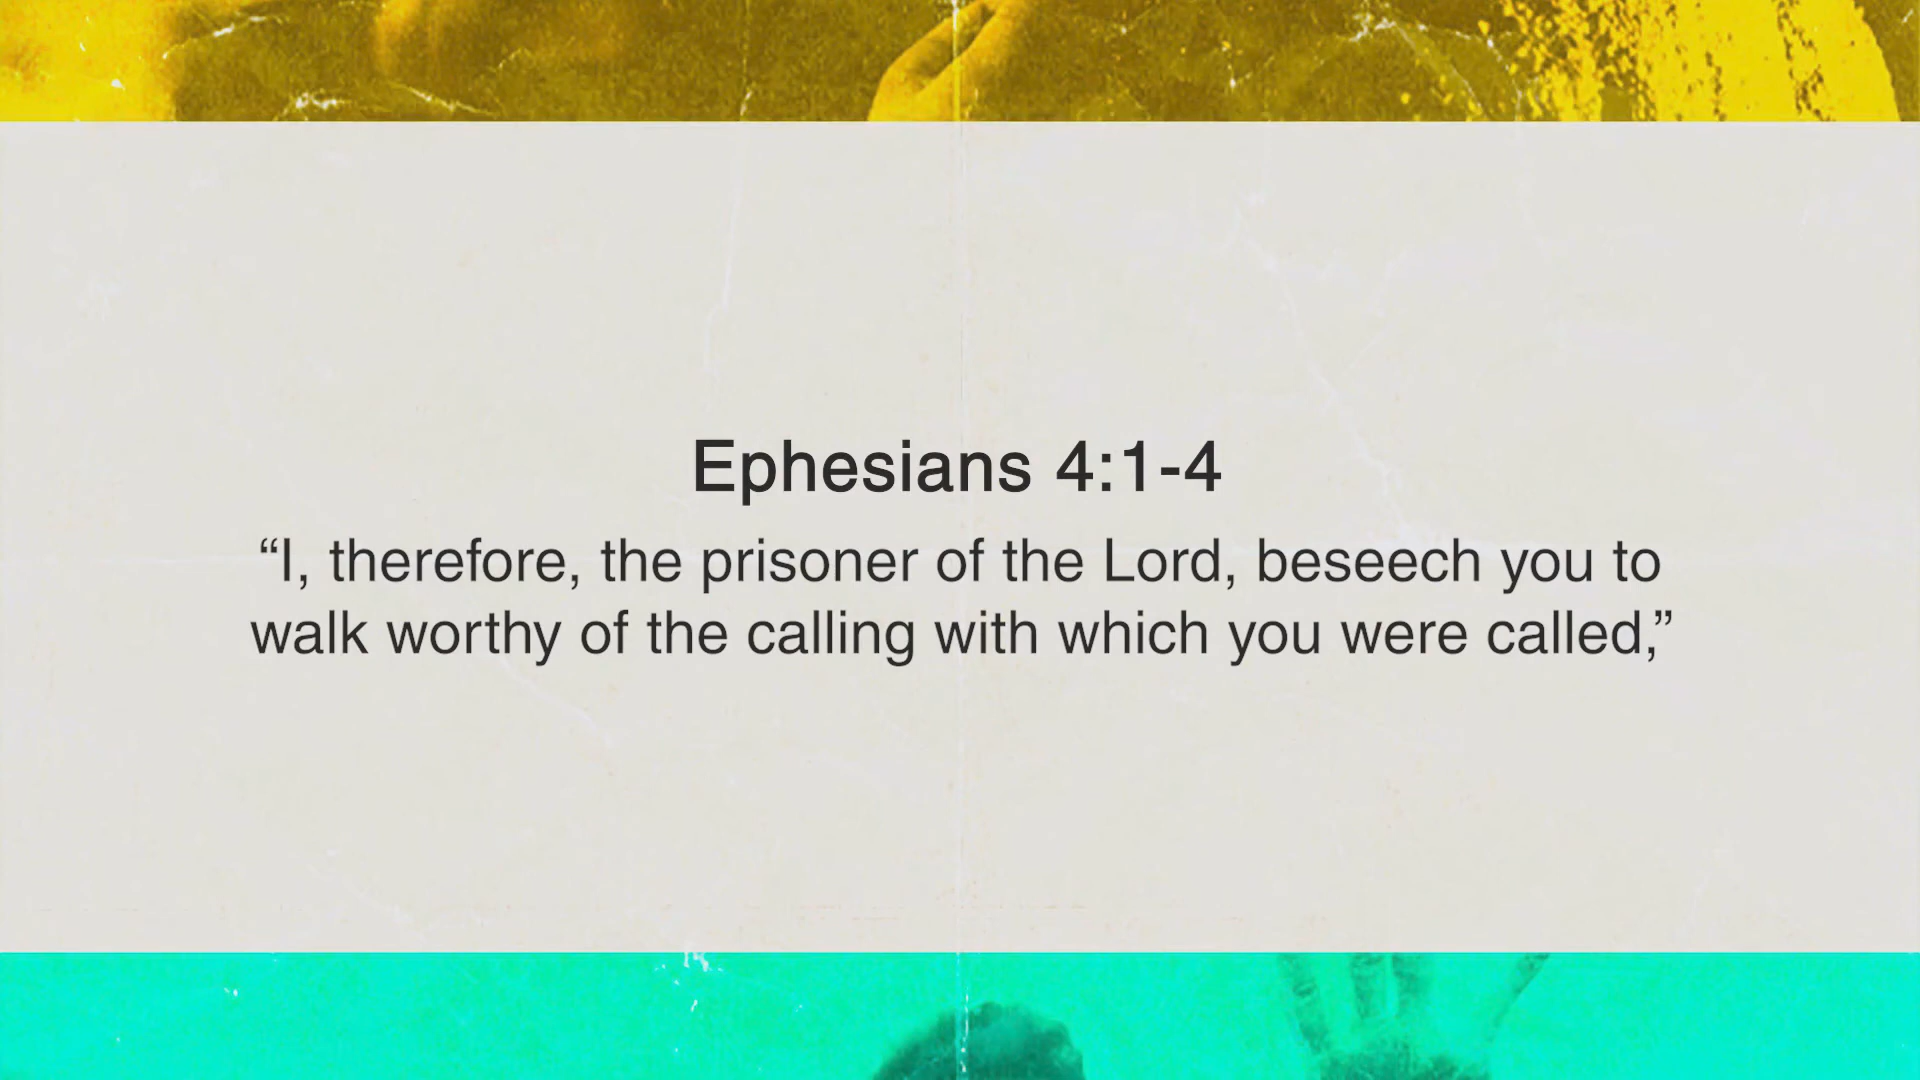 Ephesians 4:1-4
“I, therefore, the prisoner of the Lord, beseech you to
walk worthy of the calling with which you were called,”